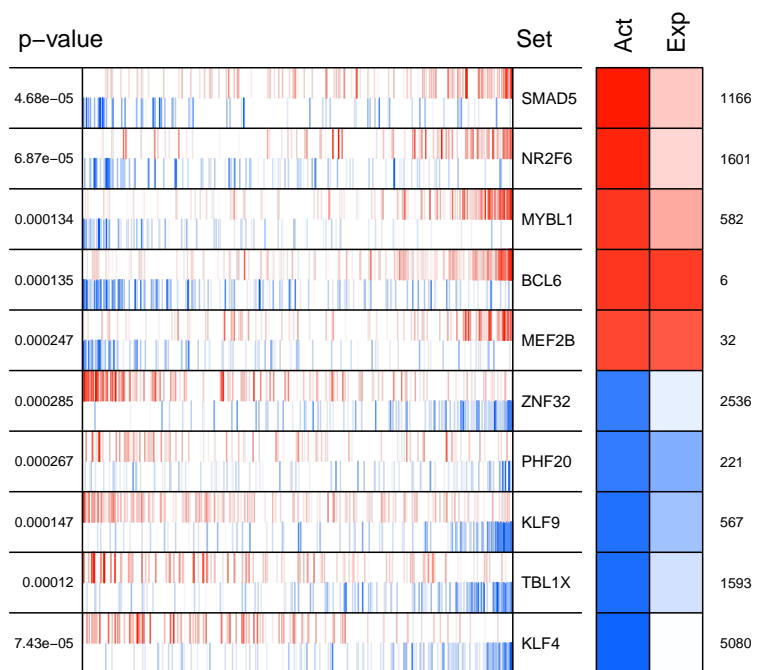 p−value Set Act Exp
4.68e−05 SMAD5 1166
6.87e−05 NR2F6 1601
0.000134 MYBL1 582
0.000135 BCL6 6
0.000247 MEF2B 32
0.000285 ZNF32 2536
0.000267 PHF20 221
0.000147 KLF9 567
0.00012 TBL1X 1593
7.43e−05 KLF4 5080